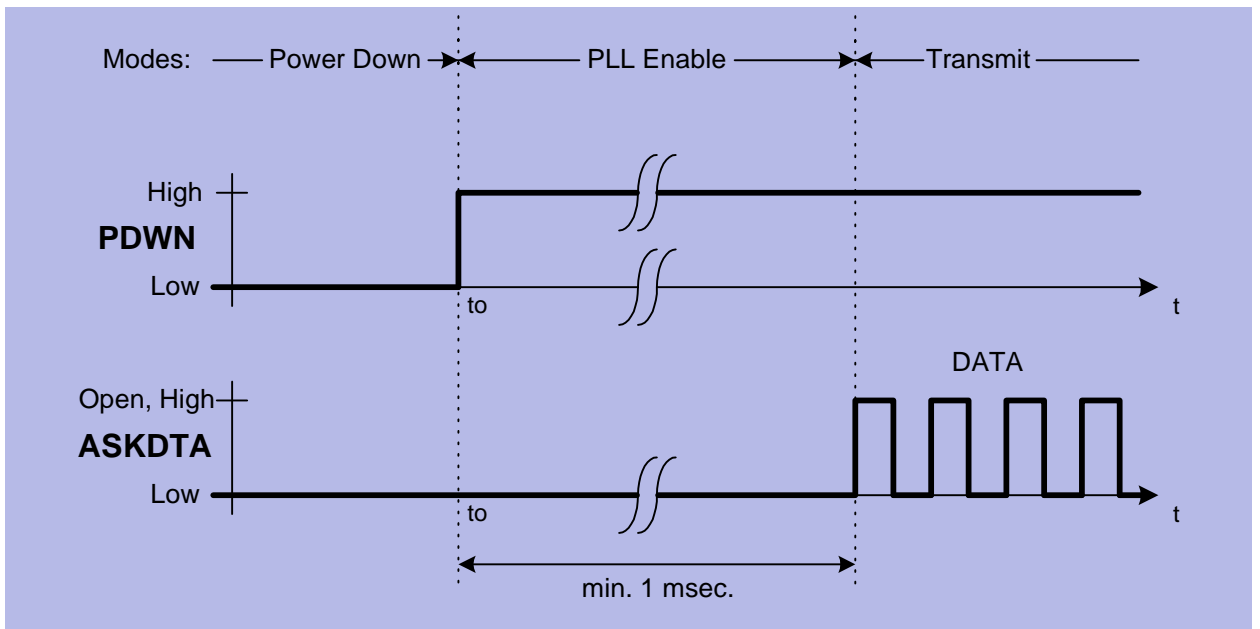 Modes: Power Down PLL Enable Transmit
High
PDWN
Low
to
t
DATA
Open, High
ASKDTA
Low
to
t
min. 1 msec.